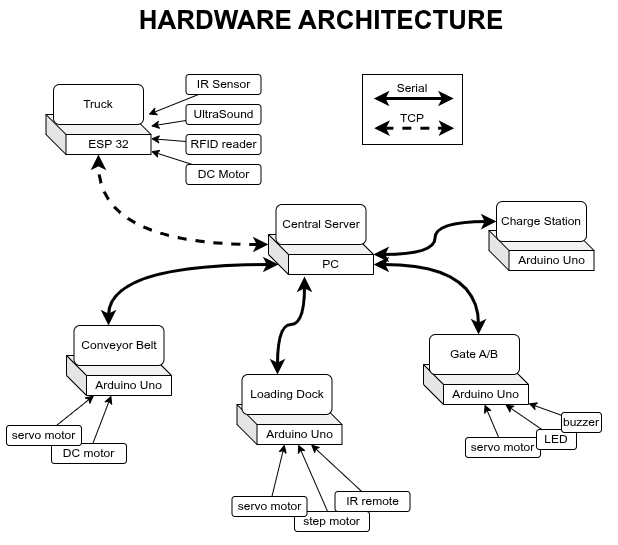 HARDWARE ARCHITECTURE
IR Sensor
Serial
Truck
UltraSound
TCP
ESP 32
RFID reader
DC Motor
Central Server
Charge Station
PC
Arduino Uno
Conveyor Belt
Gate A/B
Arduino Uno
Loading Dock
Arduino Uno
buzzer
servo motor
Arduino Uno
LED
DC motor
servo motor
IR remote
servo motor
step motor